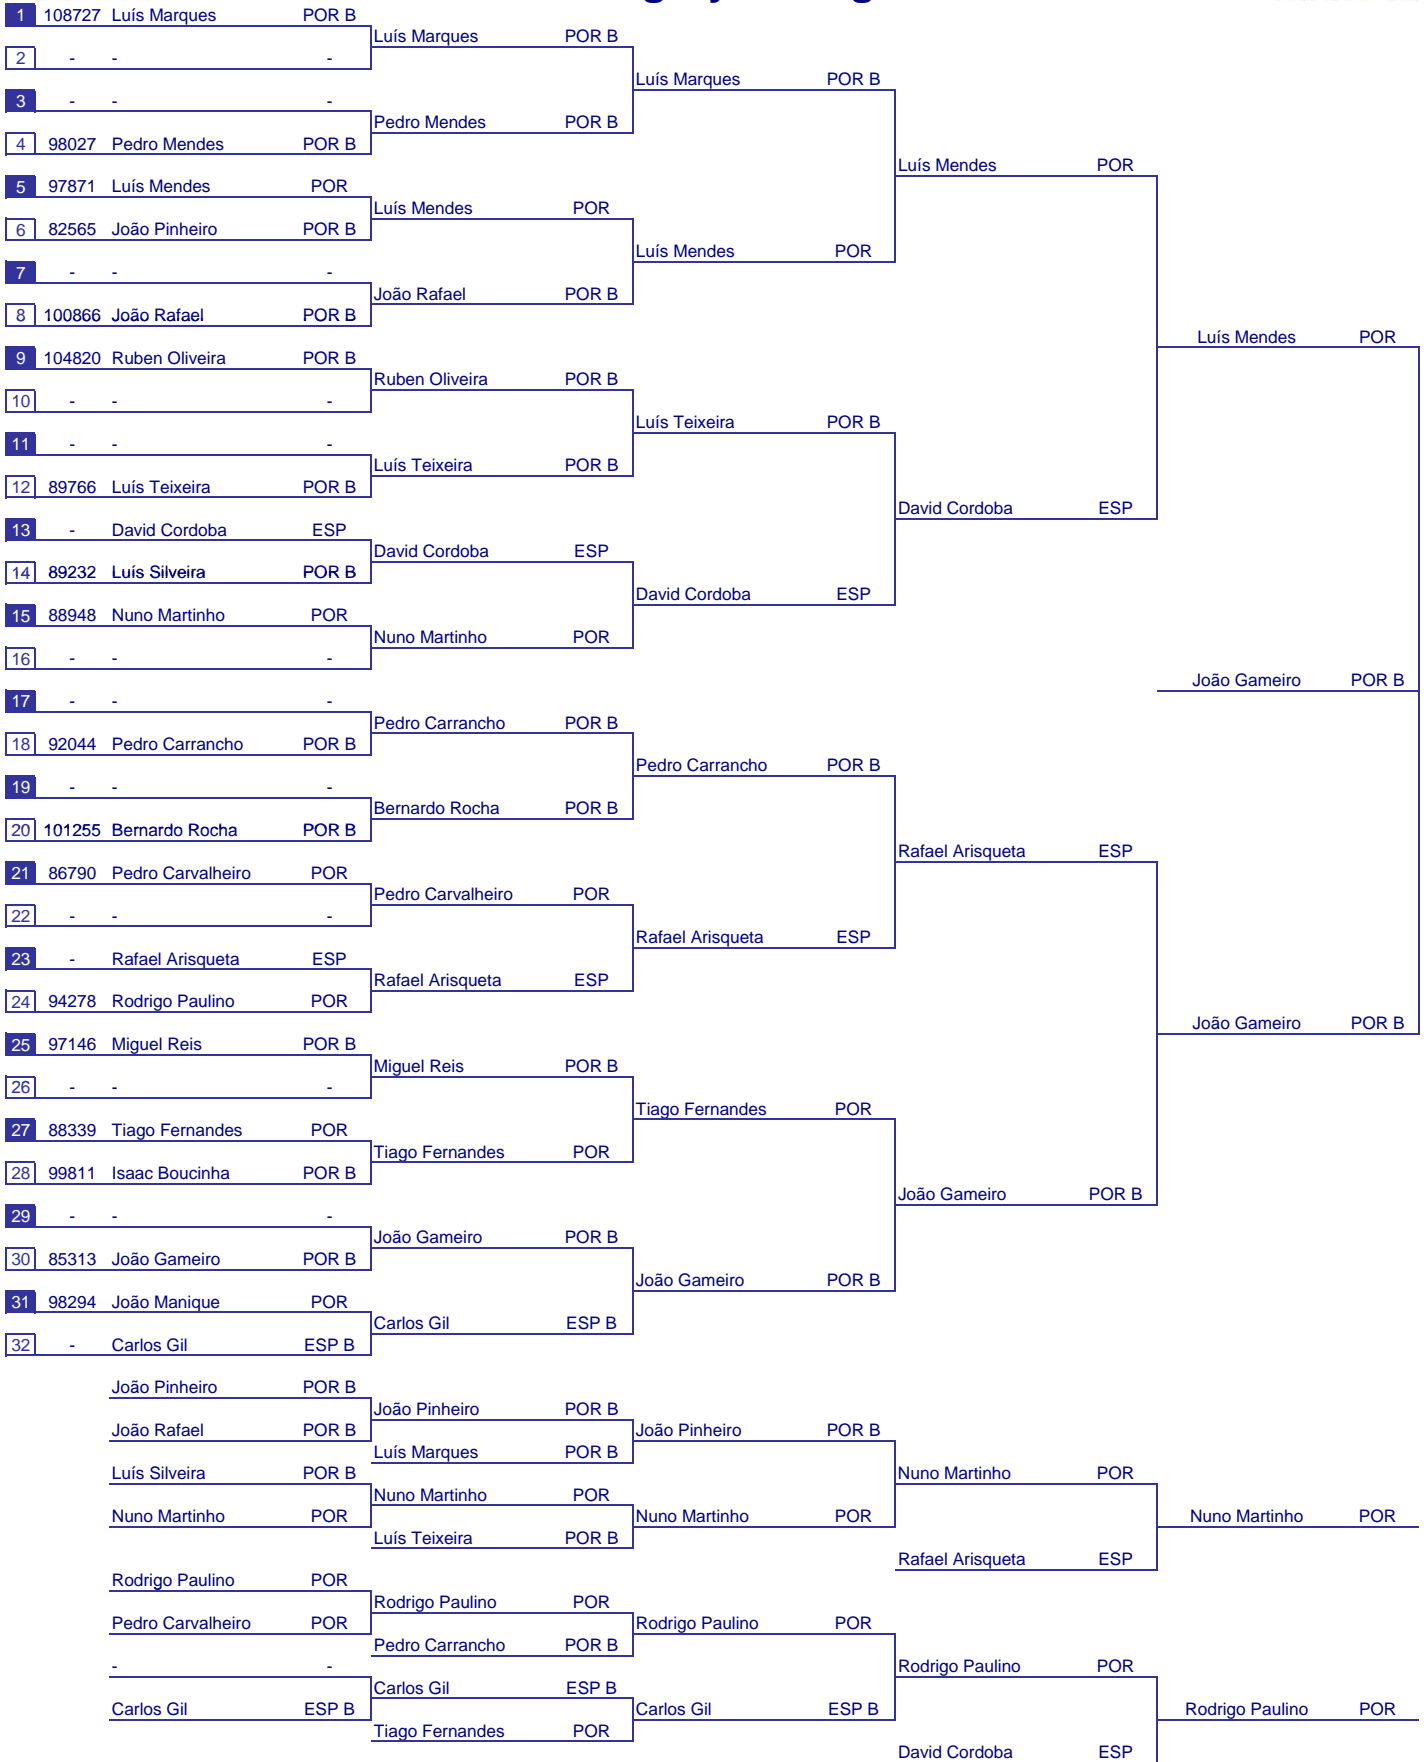 1 108727 Luís Marques POR B
Luís Marques POR B
2 - - -
Luís Marques POR B
3 - - -
Pedro Mendes POR B
4 98027 Pedro Mendes POR B
Luís Mendes POR
5 97871 Luís Mendes POR
Luís Mendes POR
6 82565 João Pinheiro POR B
Luís Mendes POR
7 - - -
João Rafael POR B
8 100866 João Rafael POR B
Luís Mendes POR
9 104820 Ruben Oliveira POR B
Ruben Oliveira POR B
10 - - -
Luís Teixeira POR B
11 - - -
Luís Teixeira POR B
12 89766 Luís Teixeira POR B
David Cordoba ESP
13 - David Cordoba ESP
David Cordoba ESP
14 89232 Luís Silveira POR B
David Cordoba ESP
15 88948 Nuno Martinho POR
Nuno Martinho POR
16 - - -
João Gameiro POR B
17 - - -
Pedro Carrancho POR B
18 92044 Pedro Carrancho POR B
Pedro Carrancho POR B
19 - - -
Bernardo Rocha POR B
20 101255 Bernardo Rocha POR B
Rafael Arisqueta ESP
21 86790 Pedro Carvalheiro POR
Pedro Carvalheiro POR
22 - - -
Rafael Arisqueta ESP
23 - Rafael Arisqueta ESP
Rafael Arisqueta ESP
24 94278 Rodrigo Paulino POR
João Gameiro POR B
25 97146 Miguel Reis POR B
Miguel Reis POR B
26 - - -
Tiago Fernandes POR
27 88339 Tiago Fernandes POR
Tiago Fernandes POR
28 99811 Isaac Boucinha POR B
João Gameiro POR B
29 - - -
João Gameiro POR B
30 85313 João Gameiro POR B
João Gameiro POR B
31 98294 João Manique POR
Carlos Gil ESP B
32 - Carlos Gil ESP B
João Pinheiro POR B
João Pinheiro POR B
João Rafael POR B
João Pinheiro POR B
Luís Marques POR B
Luís Silveira POR B
Nuno Martinho POR
Nuno Martinho POR
Nuno Martinho POR
Nuno Martinho POR
Nuno Martinho POR
Luís Teixeira POR B
Rafael Arisqueta ESP
Rodrigo Paulino POR
Rodrigo Paulino POR
Pedro Carvalheiro POR
Rodrigo Paulino POR
Pedro Carrancho POR B
- -
Rodrigo Paulino POR
Carlos Gil ESP B
Carlos Gil ESP B
Carlos Gil ESP B
Rodrigo Paulino POR
Tiago Fernandes POR
David Cordoba ESP